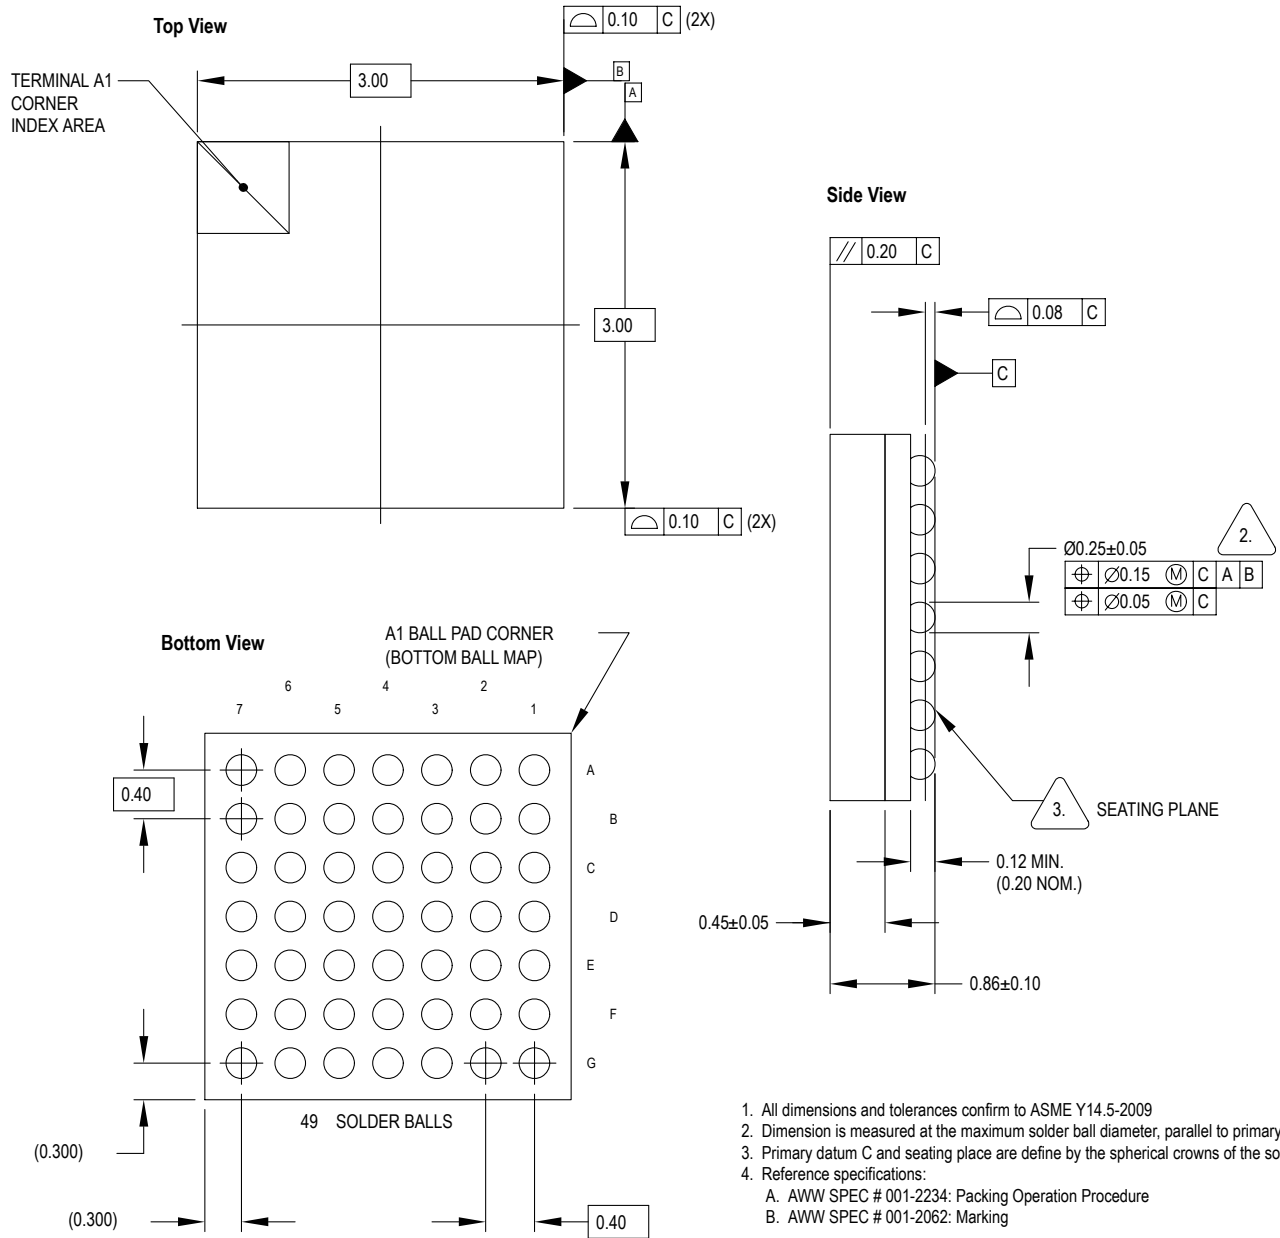 Top View
0.10 C (2X)
3.00
B
A
TERMINAL A1
CORNER
INDEX AREA
3.00
0.10 C (2X)
Side View
// 0.20 C
0.08 C
C
2.
Ø0.25±0.05
Ø0.15 Ⓜ C A B
Ø0.05 Ⓜ C
3.
SEATING PLANE
0.12 MIN.
(0.20 NOM.)
0.45±0.05
0.86±0.10
Bottom View
A1 BALL PAD CORNER
(BOTTOM BALL MAP)
6 4 2
7 5 3 1
A
B
C
D
E
F
G
0.40
49 SOLDER BALLS
(0.300)
(0.300)
0.40
1. All dimensions and tolerances confirm to ASME Y14.5-2009
2. Dimension is measured at the maximum solder ball diameter, parallel to primary
3. Primary datum C and seating place are define by the spherical crowns of the so
4. Reference specifications:
A. AWW SPEC # 001-2234: Packing Operation Procedure
B. AWW SPEC # 001-2062: Marking